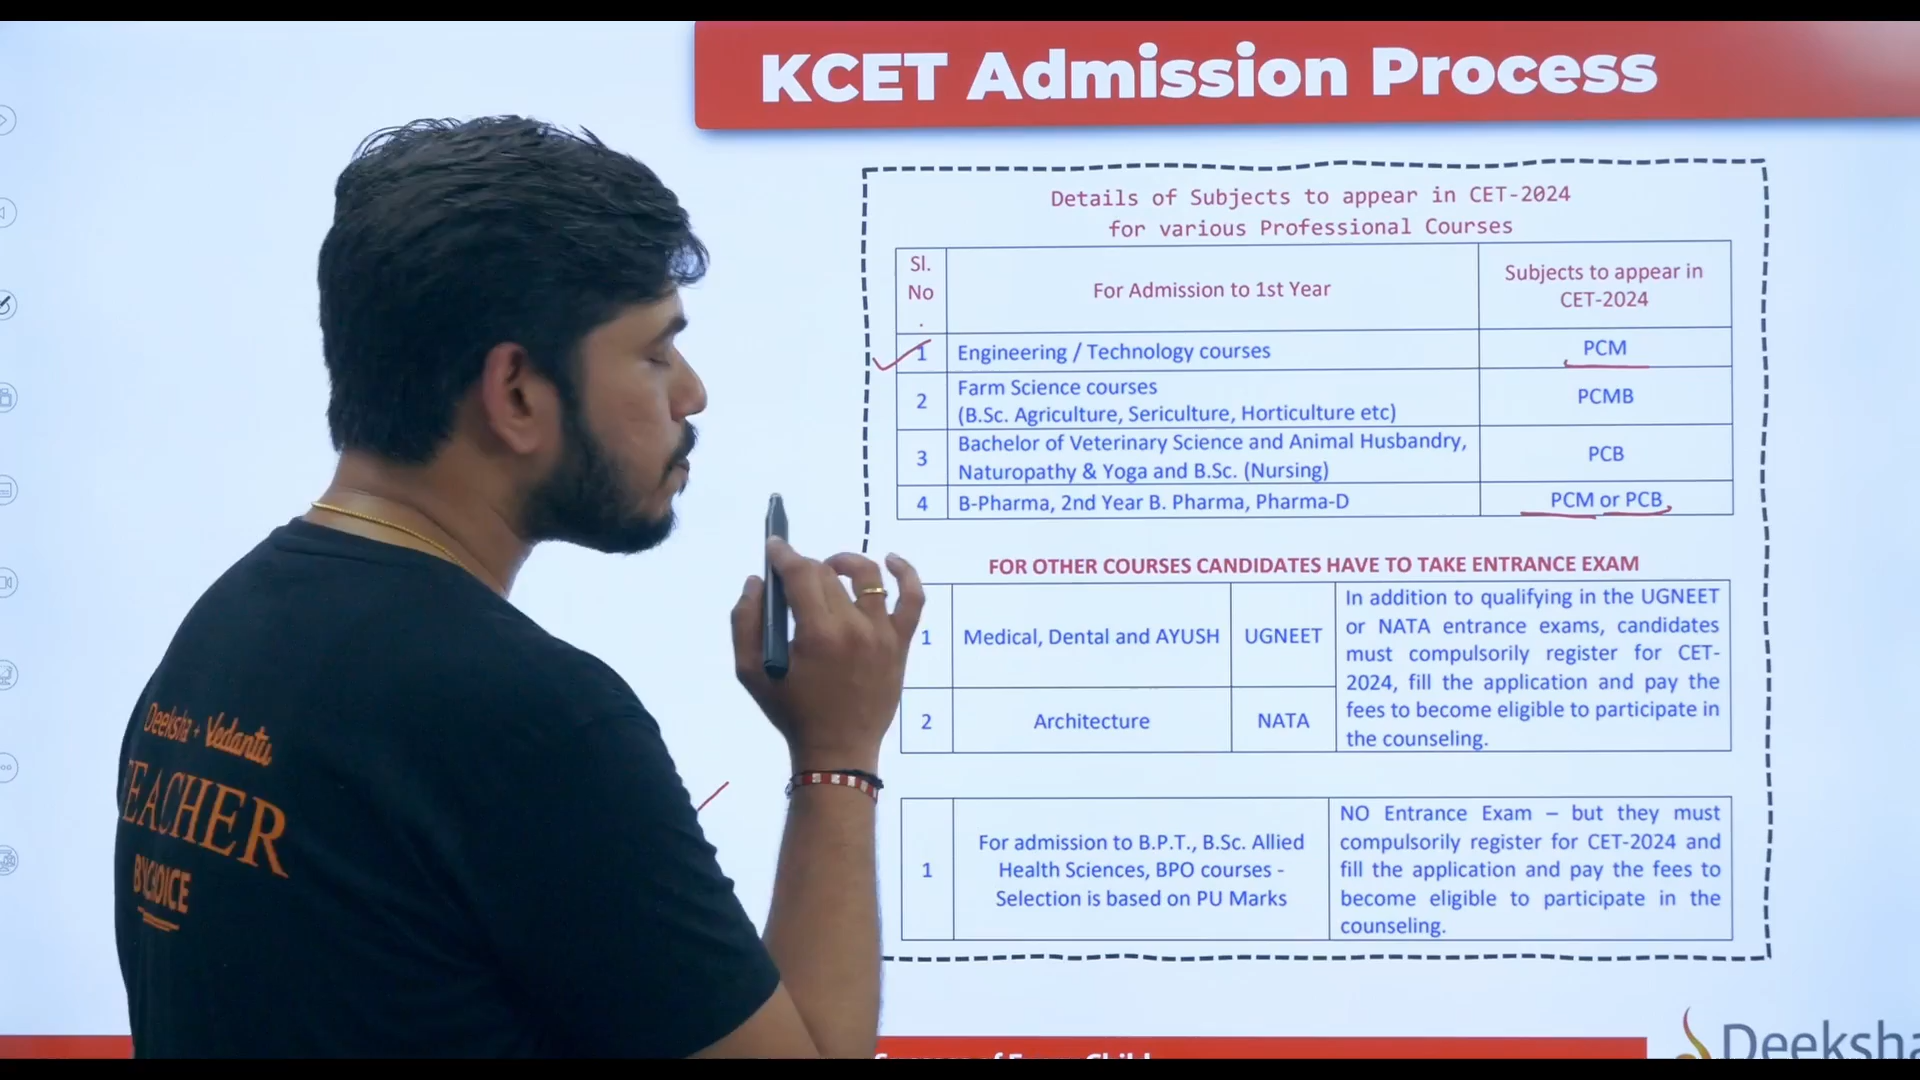 KCET Admission Process
Details of Subjects to appear in CET-2024
for various Professional Courses
Sl.
No
.
For Admission to 1st Year
Subjects to appear in
CET-2024
1
Engineering / Technology courses
PCM
2
Farm Science courses
(B.Sc. Agriculture, Sericulture, Horticulture etc)
PCMB
3
Bachelor of Veterinary Science and Animal Husbandry,
Naturopathy & Yoga and B.Sc. (Nursing)
PCB
4
B-Pharma, 2nd Year B. Pharma, Pharma-D
PCM or PCB
FOR OTHER COURSES CANDIDATES HAVE TO TAKE ENTRANCE EXAM
1
Medical, Dental and AYUSH
UGNEET
2
Architecture
NATA
In addition to qualifying in the UGNEET
or NATA entrance exams, candidates
must compulsorily register for CET-
2024, fill the application and pay the
fees to become eligible to participate in
the counseling.
1
For admission to B.P.T., B.Sc. Allied
Health Sciences, BPO courses -
Selection is based on PU Marks
NO Entrance Exam – but they must
compulsorily register for CET-2024 and
fill the application and pay the fees to
become eligible to participate in the
counseling.
Deeksha + Vedantu
TEACHER
BY CHOICE
Deeksha